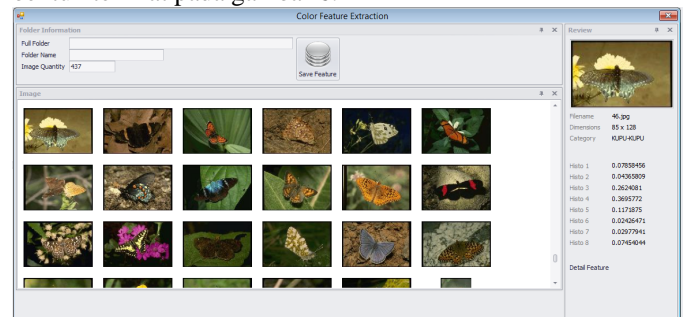 Color Feature Extraction
Folder Information
Full Folder
Folder Name
Image Quantity 437
Save Feature
Image
Review
Filename 46.jpg
Dimensions 85 x 128
Category KUPU-KUPU
Histo 1 0.07858456
Histo 2 0.04365809
Histo 3 0.2624081
Histo 4 0.3695772
Histo 5 0.1171875
Histo 6 0.02426471
Histo 7 0.02977941
Histo 8 0.07454044
Detail Feature